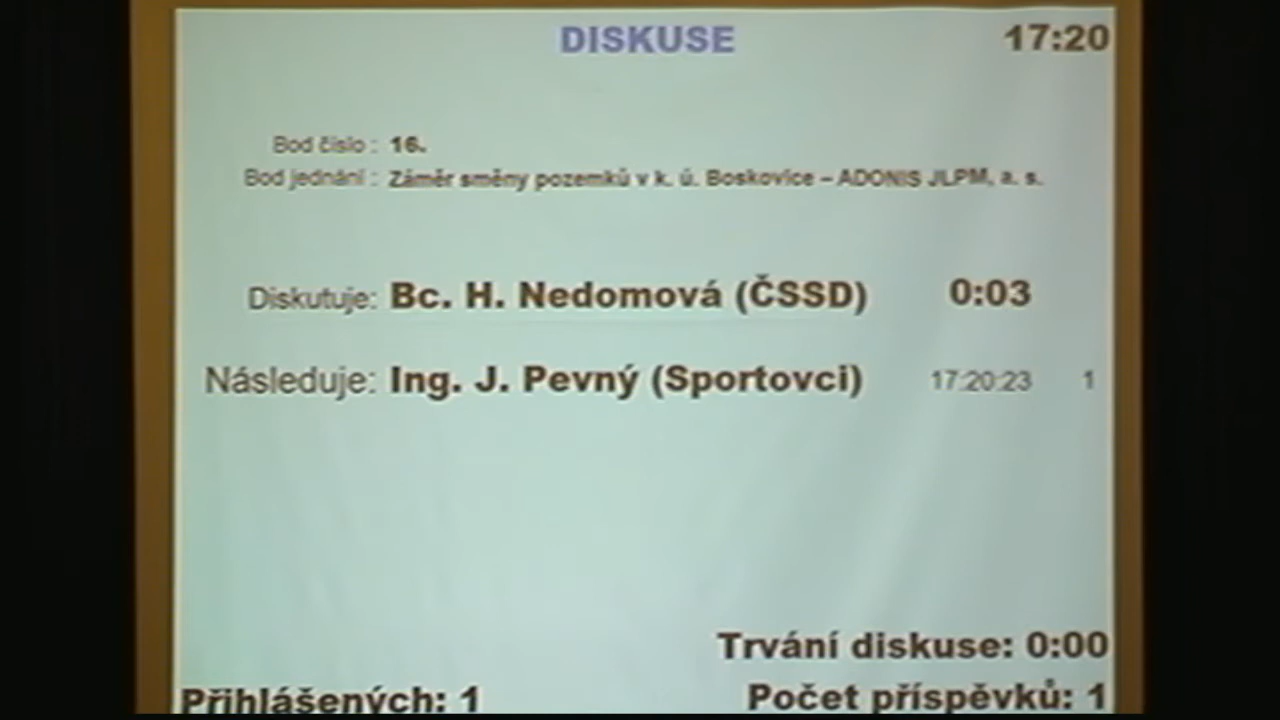 DISKUSE 17:20
Bod číslo : 16.
Bod jednání : Záměr směny pozemků v k. ú. Boskovice – ADONIS JLPM, a. s.
Diskutuje: Bc. H. Nedomová (ČSSD) 0:03
Následuje: Ing. J. Pevný (Sportovci) 17:20:23 1
Trvání diskuse: 0:00
Přihlášených: 1 Počet příspěvků: 1